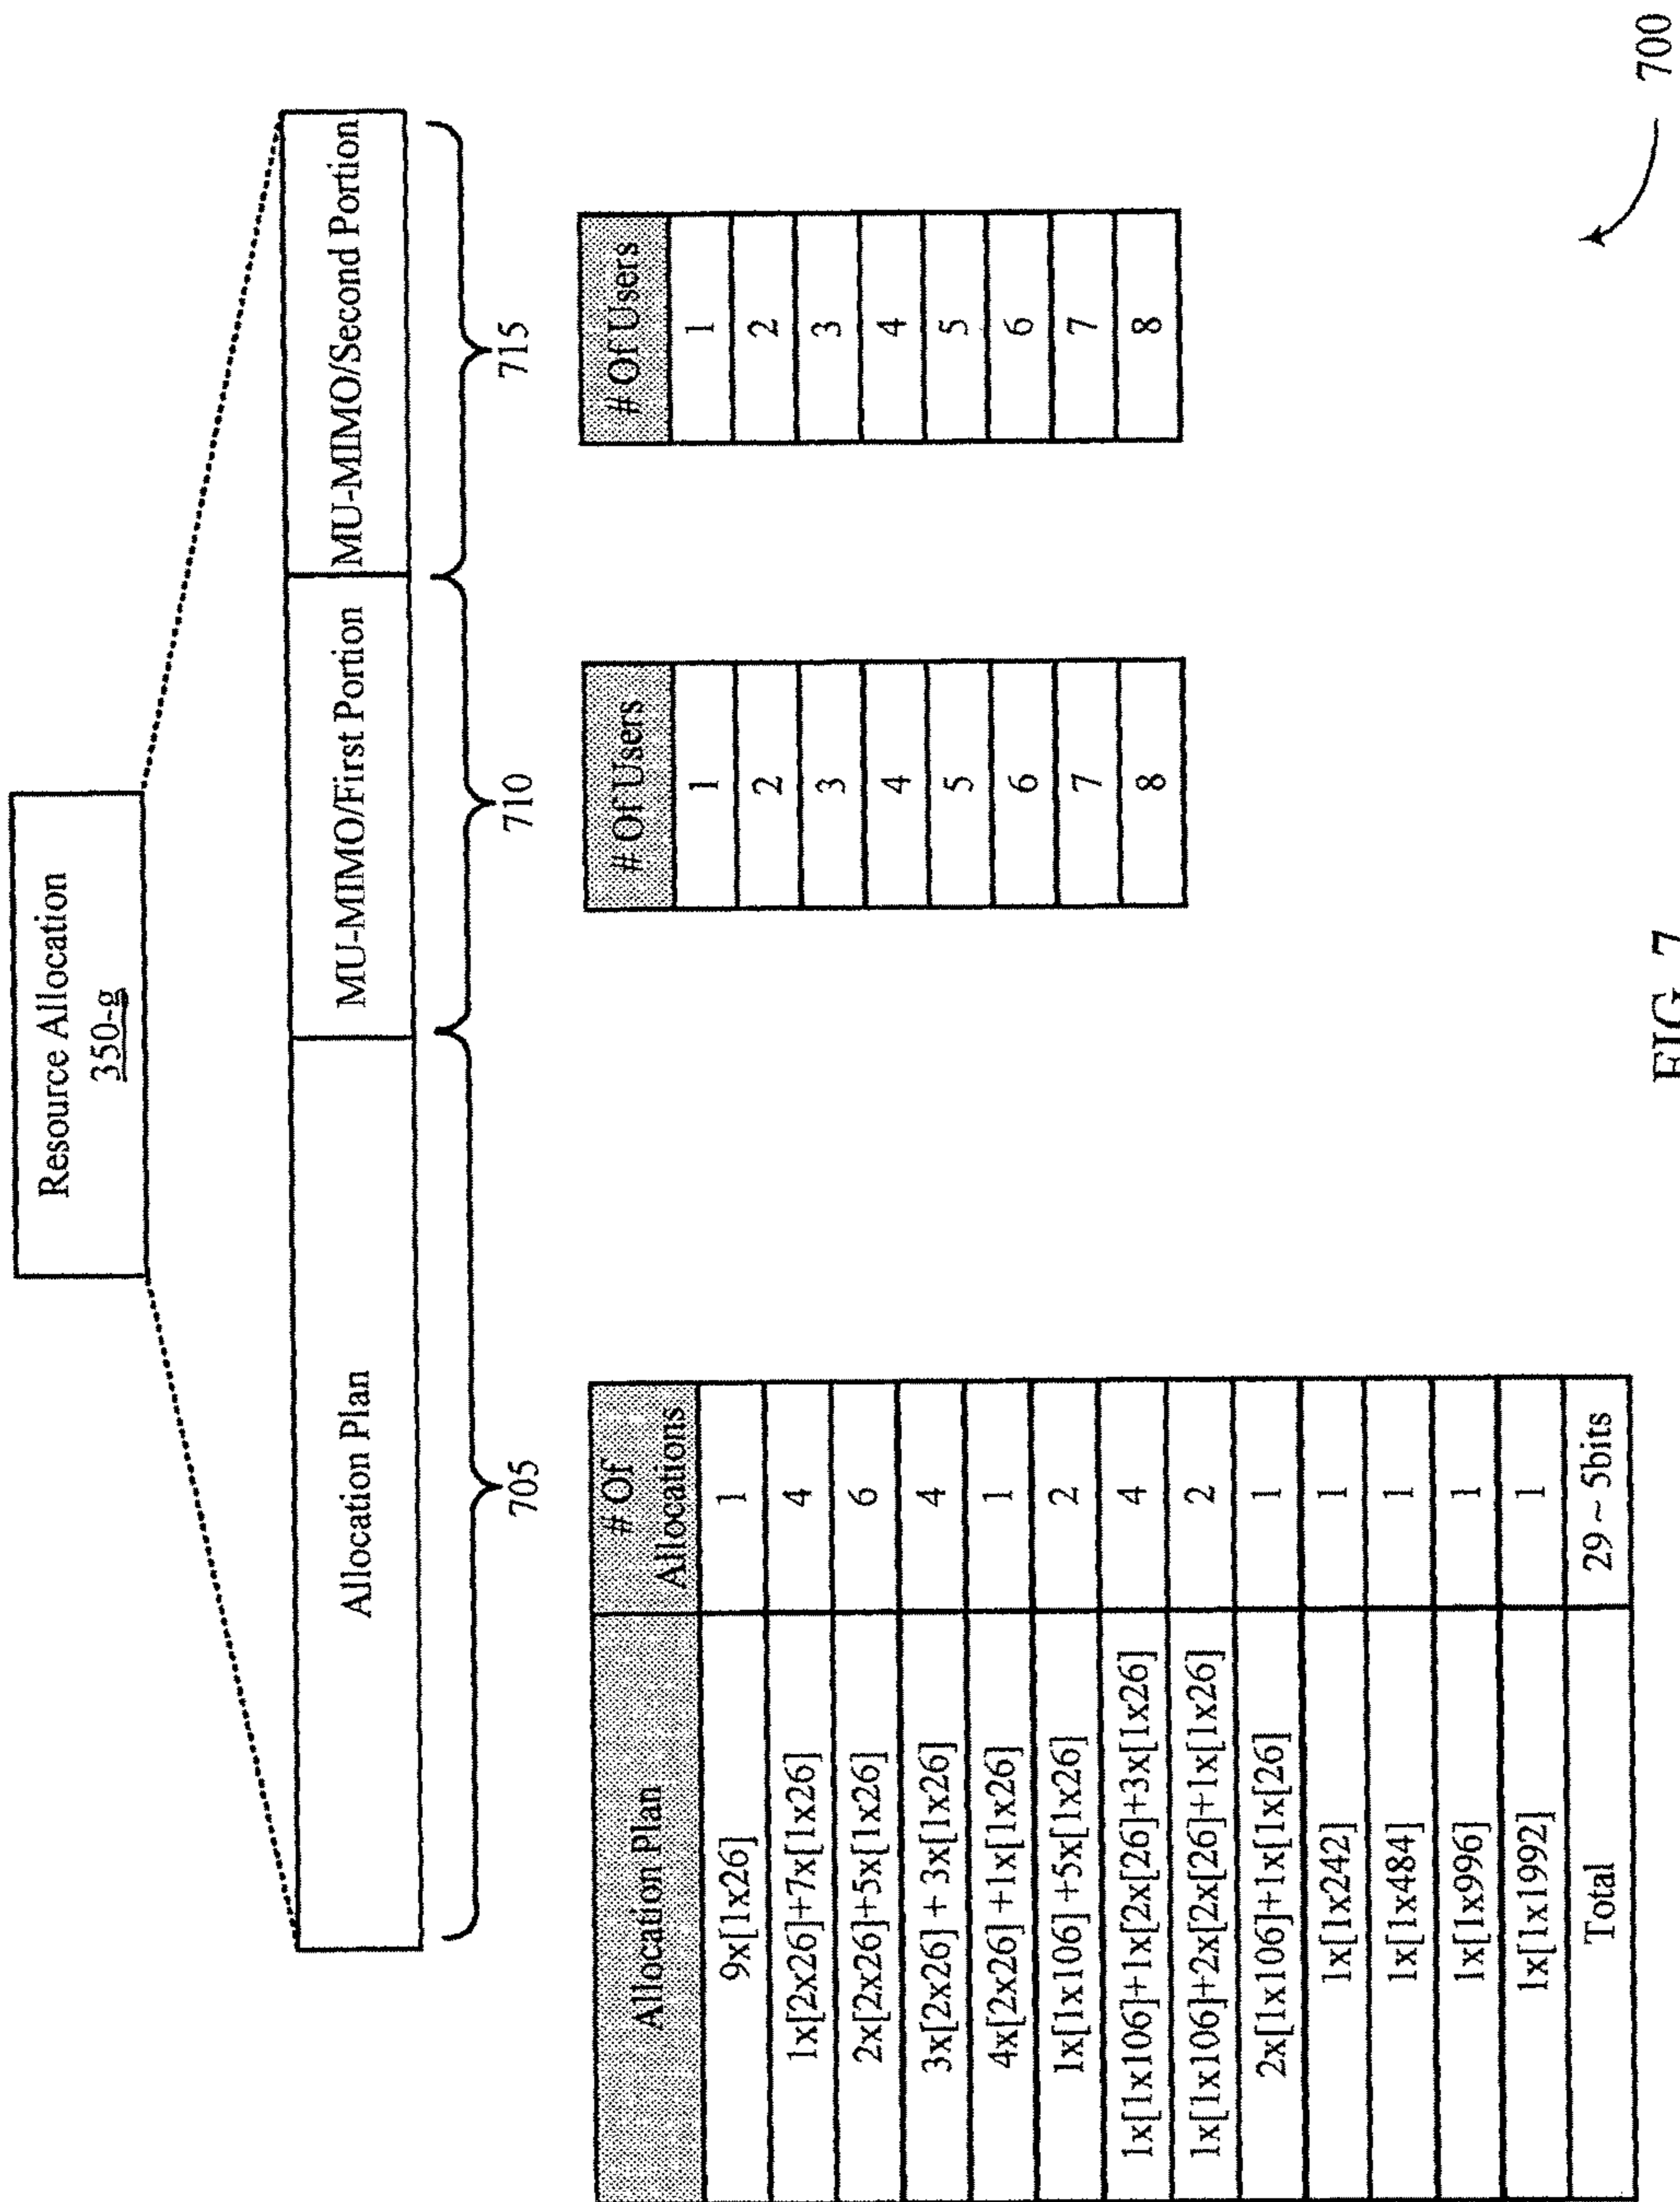 Resource Allocation
350-g
Allocation Plan
MU-MIMO/First Portion
MU-MIMO/Second Portion
705
710
715
Allocation Plan
# Of
Allocations
9x[1x26]
1
1x[2x26]+7x[1x26]
4
2x[2x26]+5x[1x26]
6
3x[2x26] + 3x[1x26]
4
4x[2x26] +1x[1x26]
1
1x[1x106] +5x[1x26]
2
1x[1x106]+1x[2x[26]+3x[1x26]
4
1x[1x106]+2x[2x[26]+1x[1x26]
2
2x[1x106]+1x[1x[26]
1
1x[1x242]
1
1x[1x484]
1
1x[1x996]
1
1x[1x1992]
1
Total
29 ~ 5bits
# Of Users
1
2
3
4
5
6
7
8
# Of Users
1
2
3
4
5
6
7
8
700
FIG. 7